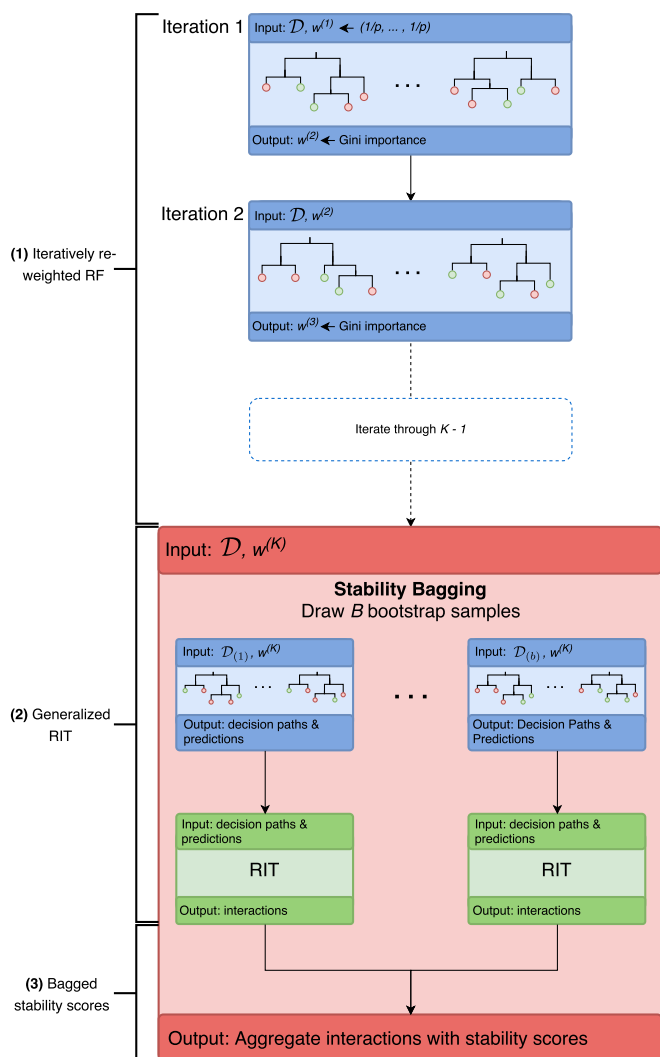 Iteration 1
Input: 𝒟, w⁽¹⁾ ← (1/p, ... , 1/p)
. . .
Output: w⁽²⁾ ← Gini importance
Iteration 2
Input: 𝒟, w⁽²⁾
. . .
Output: w⁽³⁾ ← Gini importance
(1) Iteratively re-
weighted RF
Iterate through K - 1
Input: 𝒟, w⁽ᴷ⁾
Stability Bagging
Draw B bootstrap samples
Input: 𝒟₍₁₎, w⁽ᴷ⁾
. . .
Output: decision paths &
predictions
. . .
Input: 𝒟₍b₎, w⁽ᴷ⁾
. . .
Output: Decision Paths &
Predictions
(2) Generalized
RIT
Input: decision paths &
predictions
RIT
Output: interactions
Input: decision paths &
predictions
RIT
Output: interactions
(3) Bagged
stability scores
Output: Aggregate interactions with stability scores